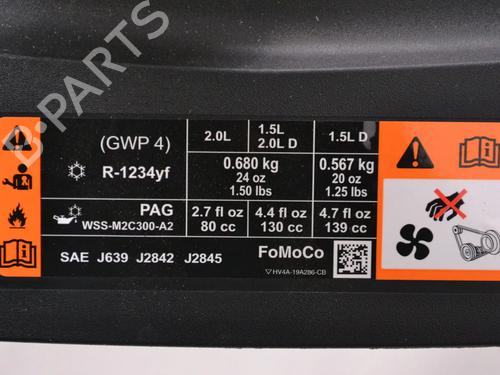 B-PARTS
(GWP 4)
2.0L
1.5L
2.0L D
1.5L D
R-1234yf
0.680 kg
24 oz
1.50 lbs
0.567 kg
20 oz
1.25 lbs
PAG
WSS-M2C300-A2
2.7 fl oz
80 cc
4.4 fl oz
130 cc
4.7 fl oz
139 cc
SAE J639 J2842 J2845
FoMoCo
HV4A-19A286-CB